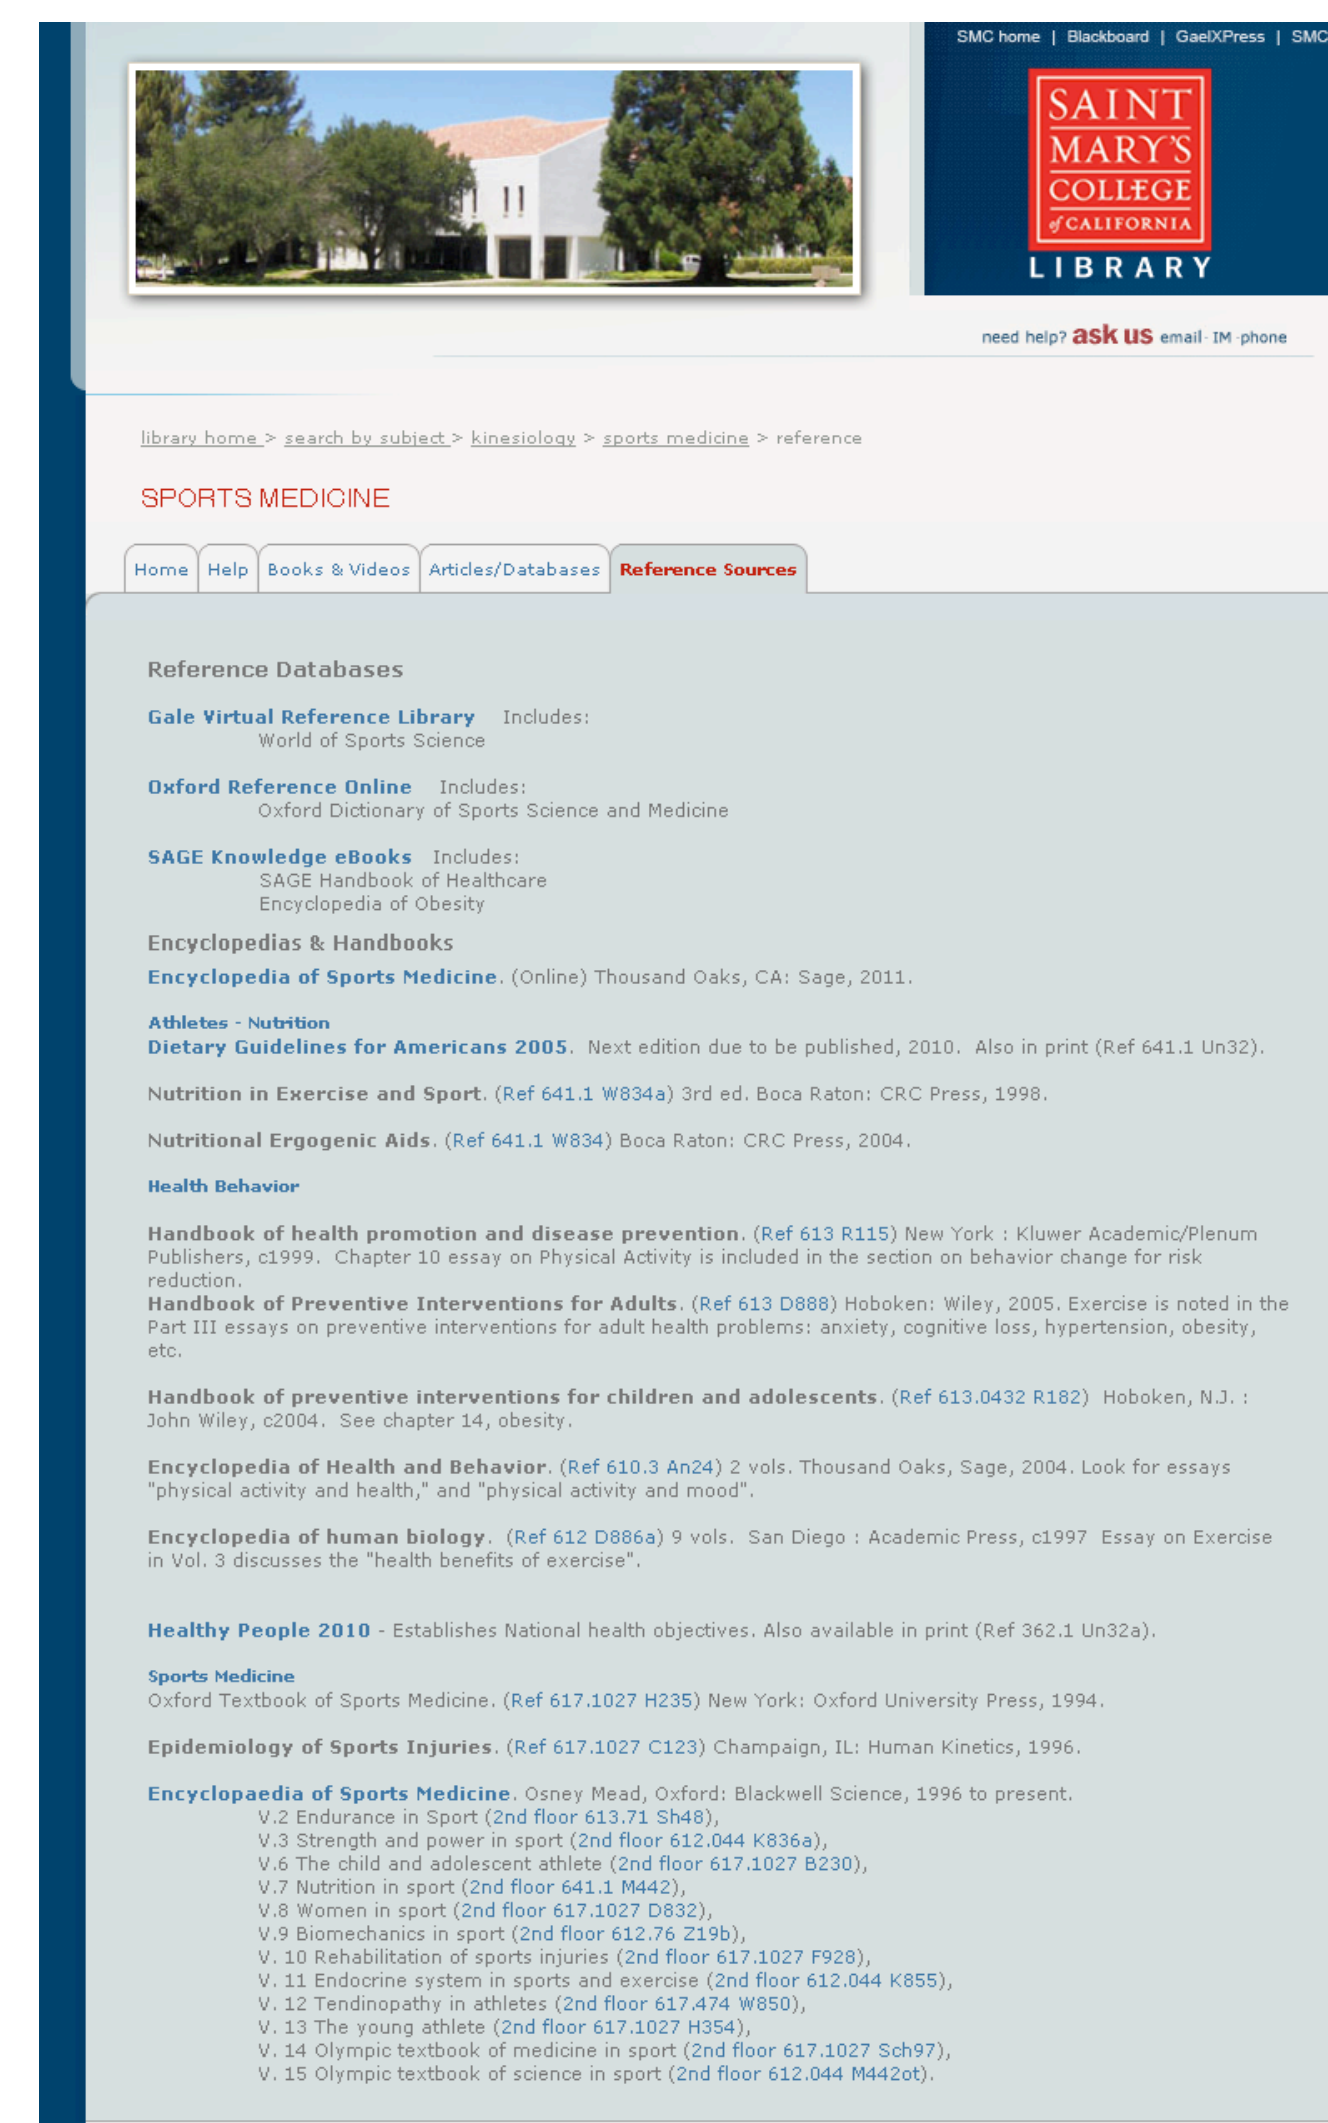 SMC home | Blackboard | GaelXPress | SMC
SAINT
MARY'S
COLLEGE
of CALIFORNIA
LIBRARY
need help? ask us email · IM · phone
library home > search by subject > kinesiology > sports medicine > reference
SPORTS MEDICINE
Home Help Books & Videos Articles/Databases Reference Sources
Reference Databases
Gale Virtual Reference Library Includes:
World of Sports Science
Oxford Reference Online Includes:
Oxford Dictionary of Sports Science and Medicine
SAGE Knowledge eBooks Includes:
SAGE Handbook of Healthcare
Encyclopedia of Obesity
Encyclopedias & Handbooks
Encyclopedia of Sports Medicine. (Online) Thousand Oaks, CA: Sage, 2011.
Athletes - Nutrition
Dietary Guidelines for Americans 2005. Next edition due to be published, 2010. Also in print (Ref 641.1 Un32).
Nutrition in Exercise and Sport. (Ref 641.1 W834a) 3rd ed. Boca Raton: CRC Press, 1998.
Nutritional Ergogenic Aids. (Ref 641.1 W834) Boca Raton: CRC Press, 2004.
Health Behavior
Handbook of health promotion and disease prevention. (Ref 613 R115) New York : Kluwer Academic/Plenum
Publishers, c1999. Chapter 10 essay on Physical Activity is included in the section on behavior change for risk
reduction.
Handbook of Preventive Interventions for Adults. (Ref 613 D888) Hoboken: Wiley, 2005. Exercise is noted in the
Part III essays on preventive interventions for adult health problems: anxiety, cognitive loss, hypertension, obesity,
etc.
Handbook of preventive interventions for children and adolescents. (Ref 613.0432 R182) Hoboken, N.J. :
John Wiley, c2004. See chapter 14, obesity.
Encyclopedia of Health and Behavior. (Ref 610.3 An24) 2 vols. Thousand Oaks, Sage, 2004. Look for essays
"physical activity and health," and "physical activity and mood".
Encyclopedia of human biology. (Ref 612 D886a) 9 vols. San Diego : Academic Press, c1997 Essay on Exercise
in Vol. 3 discusses the "health benefits of exercise".
Healthy People 2010 - Establishes National health objectives. Also available in print (Ref 362.1 Un32a).
Sports Medicine
Oxford Textbook of Sports Medicine. (Ref 617.1027 H235) New York: Oxford University Press, 1994.
Epidemiology of Sports Injuries. (Ref 617.1027 C123) Champaign, IL: Human Kinetics, 1996.
Encyclopaedia of Sports Medicine. Osney Mead, Oxford: Blackwell Science, 1996 to present.
V.2 Endurance in Sport (2nd floor 613.71 Sh48),
V.3 Strength and power in sport (2nd floor 612.044 K836a),
V.6 The child and adolescent athlete (2nd floor 617.1027 B230),
V.7 Nutrition in sport (2nd floor 641.1 M442),
V.8 Women in sport (2nd floor 617.1027 D832),
V.9 Biomechanics in sport (2nd floor 612.76 Z19b),
V. 10 Rehabilitation of sports injuries (2nd floor 617.1027 F928),
V. 11 Endocrine system in sports and exercise (2nd floor 612.044 K855),
V. 12 Tendinopathy in athletes (2nd floor 617.474 W850),
V. 13 The young athlete (2nd floor 617.1027 H354),
V. 14 Olympic textbook of medicine in sport (2nd floor 617.1027 Sch97),
V. 15 Olympic textbook of science in sport (2nd floor 612.044 M442ot).